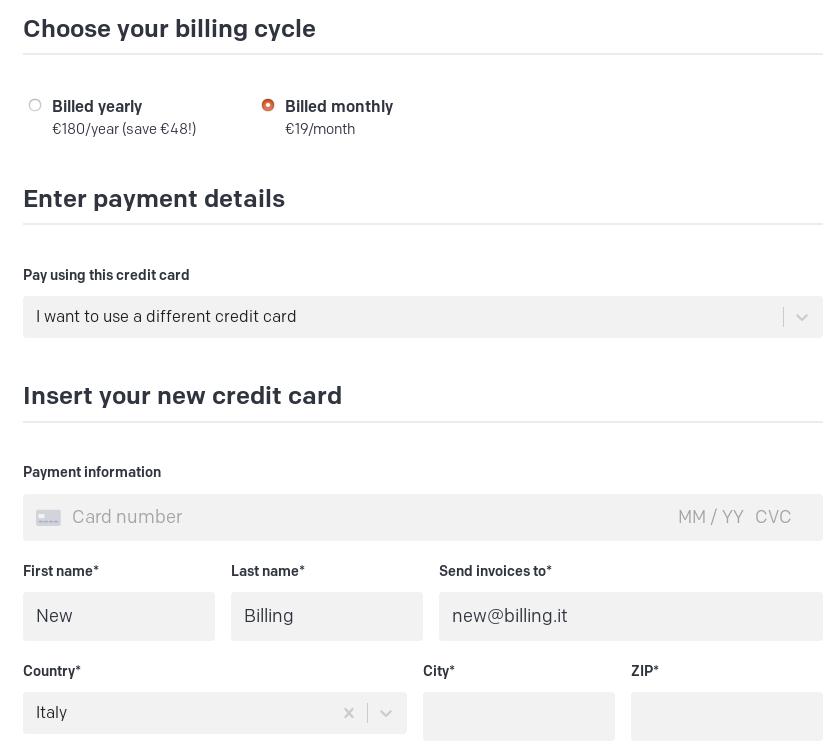 Choose your billing cycle
Billed yearly
€180/year (save €48!)
Billed monthly
€19/month
Enter payment details
Pay using this credit card
I want to use a different credit card
Insert your new credit card
Payment information
Card number MM / YY CVC
First name* Last name* Send invoices to*
New Billing new@billing.it
Country* City* ZIP*
Italy